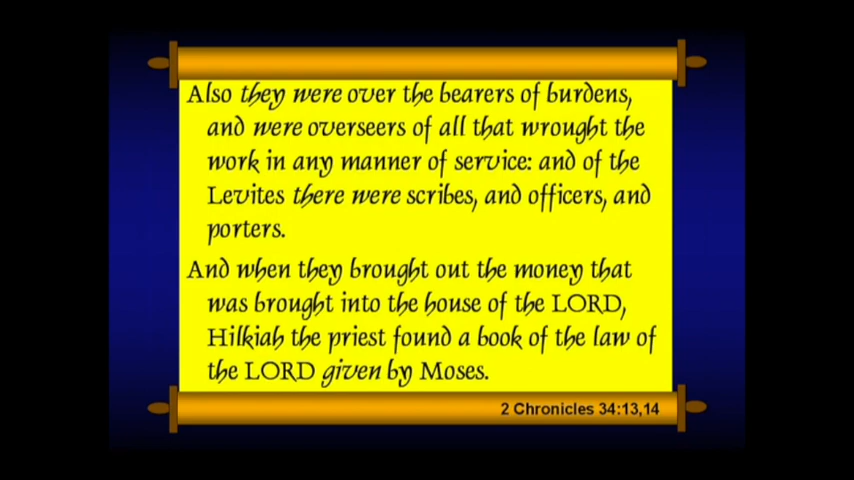 Also they were over the bearers of burdens,
and were overseers of all that wrought the
work in any manner of service: and of the
Levites there were scribes, and officers, and
porters.
And when they brought out the money that
was brought into the house of the LORD,
Hilkiah the priest found a book of the law of
the LORD given by Moses.
2 Chronicles 34:13,14